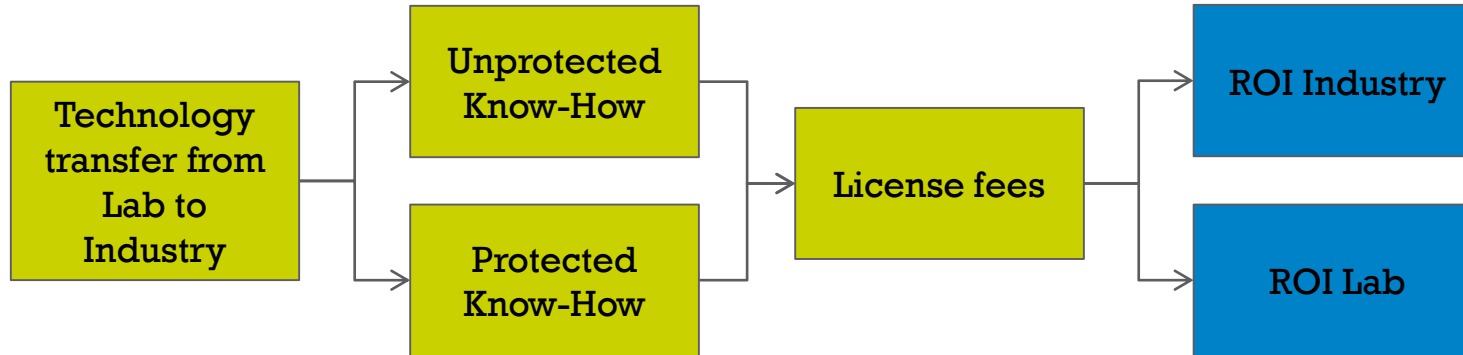 Technology
transfer from
Lab to
Industry
Unprotected
Know-How
Protected
Know-How
License fees
ROI Industry
ROI Lab